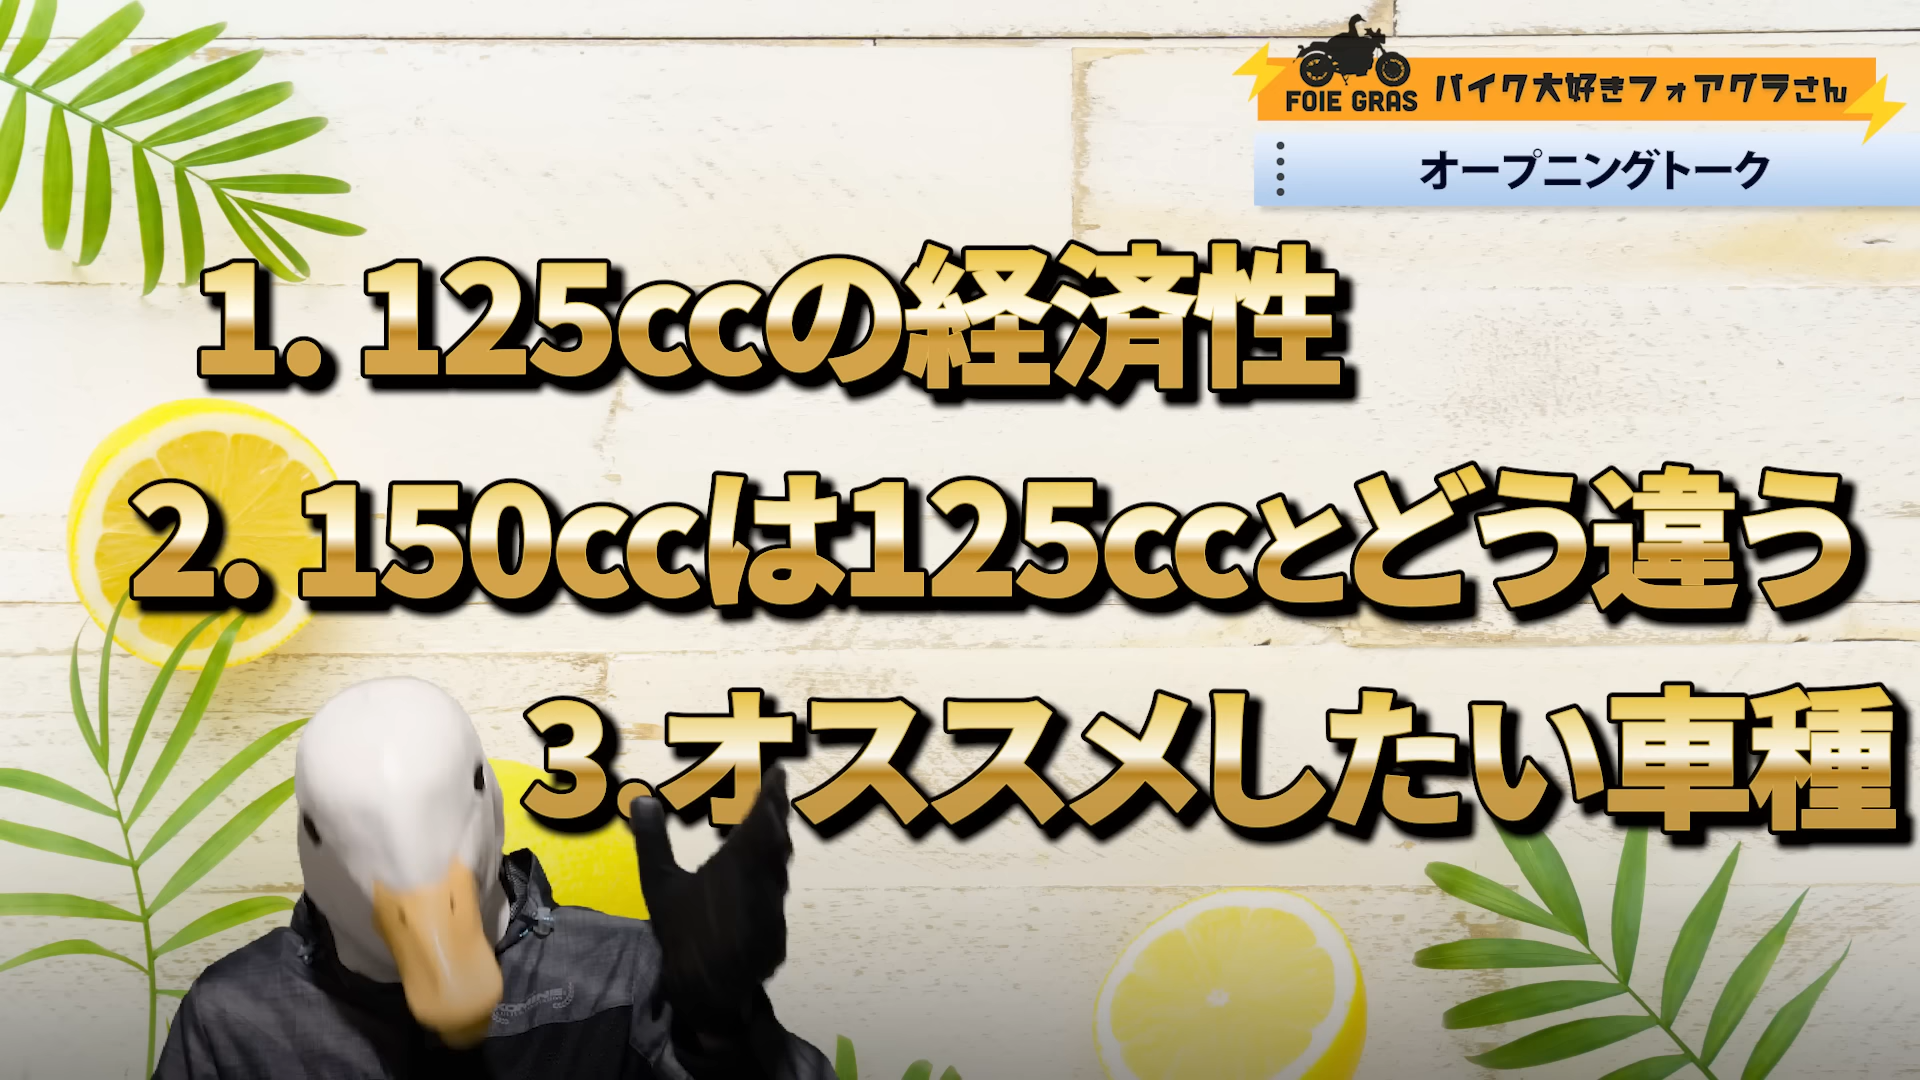 FOIE GRAS
バイク大好きフォアグラさん
オープニングトーク
1. 125ccの経済性
2. 150ccは125ccとどう違う
3.オススメしたい車種
KOMINE